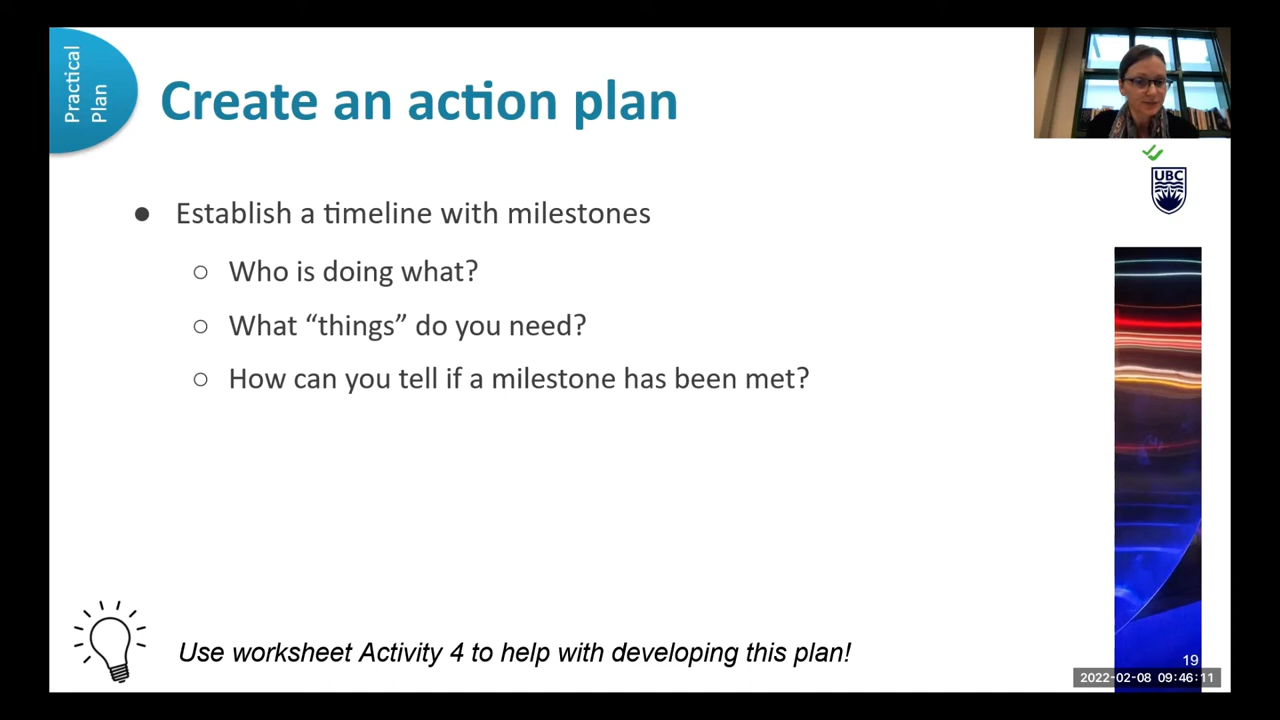 Practical
Plan
Create an action plan
UBC
● Establish a timeline with milestones
○ Who is doing what?
○ What “things” do you need?
○ How can you tell if a milestone has been met?
Use worksheet Activity 4 to help with developing this plan!
19
2022-02-08 09:46:11